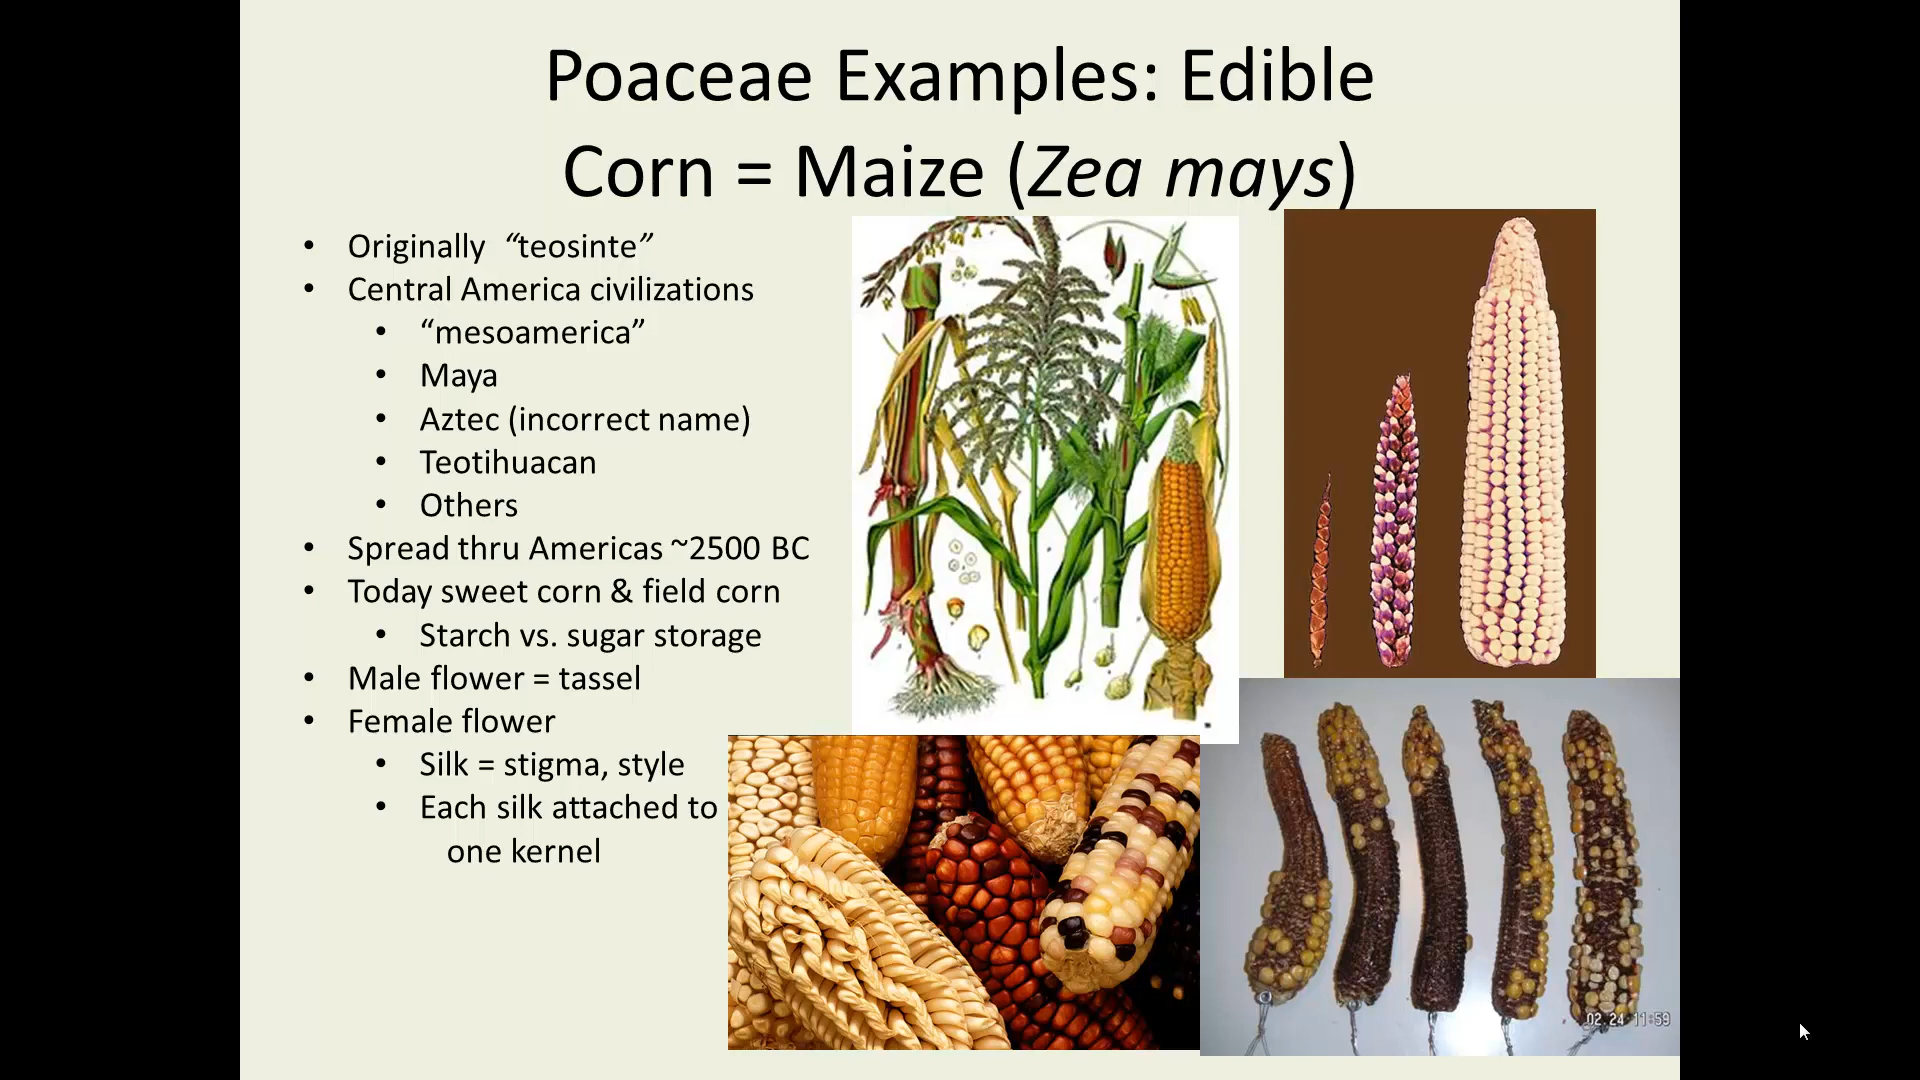 Poaceae Examples: Edible
Corn = Maize (Zea mays)
• Originally “teosinte”
• Central America civilizations
• “mesoamerica”
• Maya
• Aztec (incorrect name)
• Teotihuacan
• Others
• Spread thru Americas ~2500 BC
• Today sweet corn & field corn
• Starch vs. sugar storage
• Male flower = tassel
• Female flower
• Silk = stigma, style
• Each silk attached to
one kernel
02.24 11:59